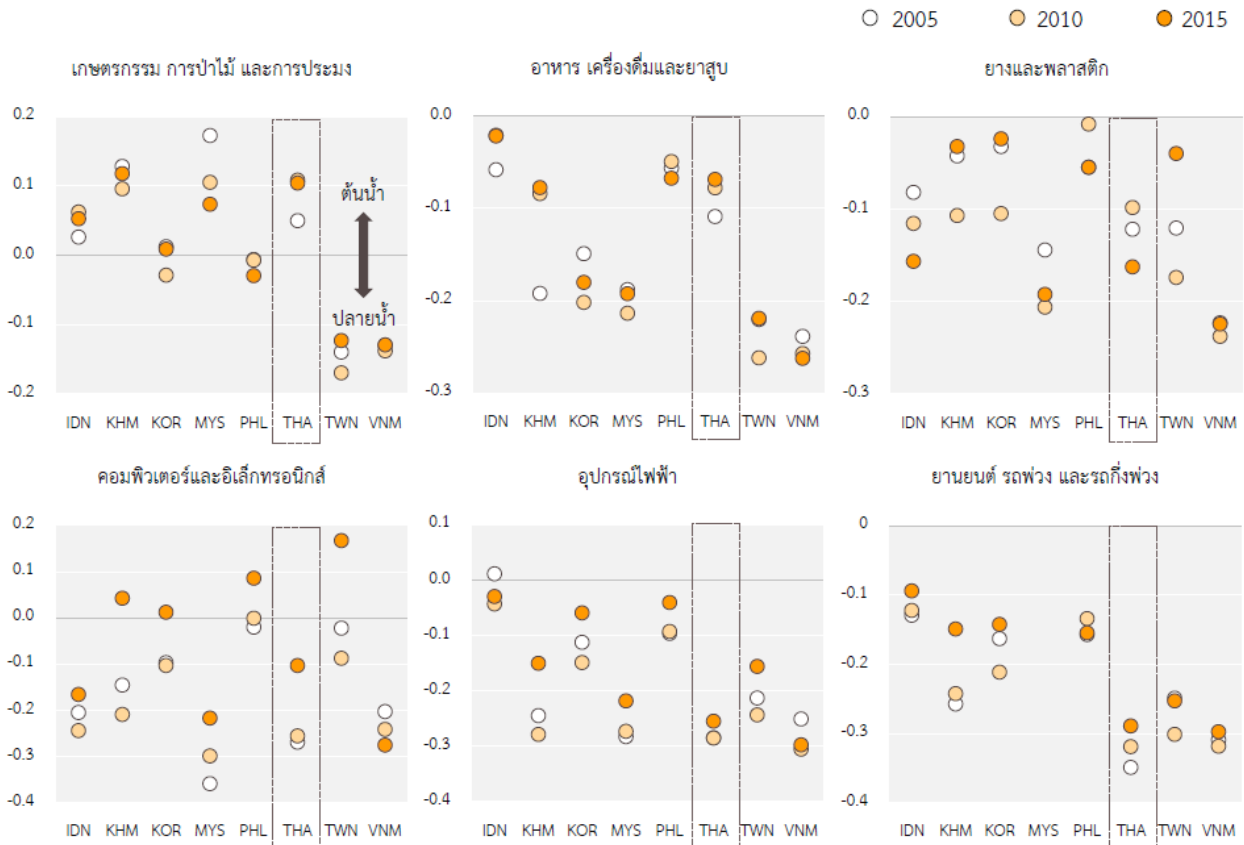 2005 2010 2015
เกษตรกรรม การป่าไม้ และการประมง
0.2
0.1
0.0
-0.1
-0.2
ต้นน้ำ
ปลายน้ำ
IDN KHM KOR MYS PHL THA TWN VNM
อาหาร เครื่องดื่มและยาสูบ
0.0
-0.1
-0.2
-0.3
IDN KHM KOR MYS PHL THA TWN VNM
ยางและพลาสติก
0.0
-0.1
-0.2
-0.3
IDN KHM KOR MYS PHL THA TWN VNM
คอมพิวเตอร์และอิเล็กทรอนิกส์
0.2
0.1
0.0
-0.1
-0.2
-0.3
-0.4
IDN KHM KOR MYS PHL THA TWN VNM
อุปกรณ์ไฟฟ้า
0.1
0.0
-0.1
-0.2
-0.3
-0.4
IDN KHM KOR MYS PHL THA TWN VNM
ยานยนต์ รถพ่วง และรถกึ่งพ่วง
0
-0.1
-0.2
-0.3
-0.4
IDN KHM KOR MYS PHL THA TWN VNM